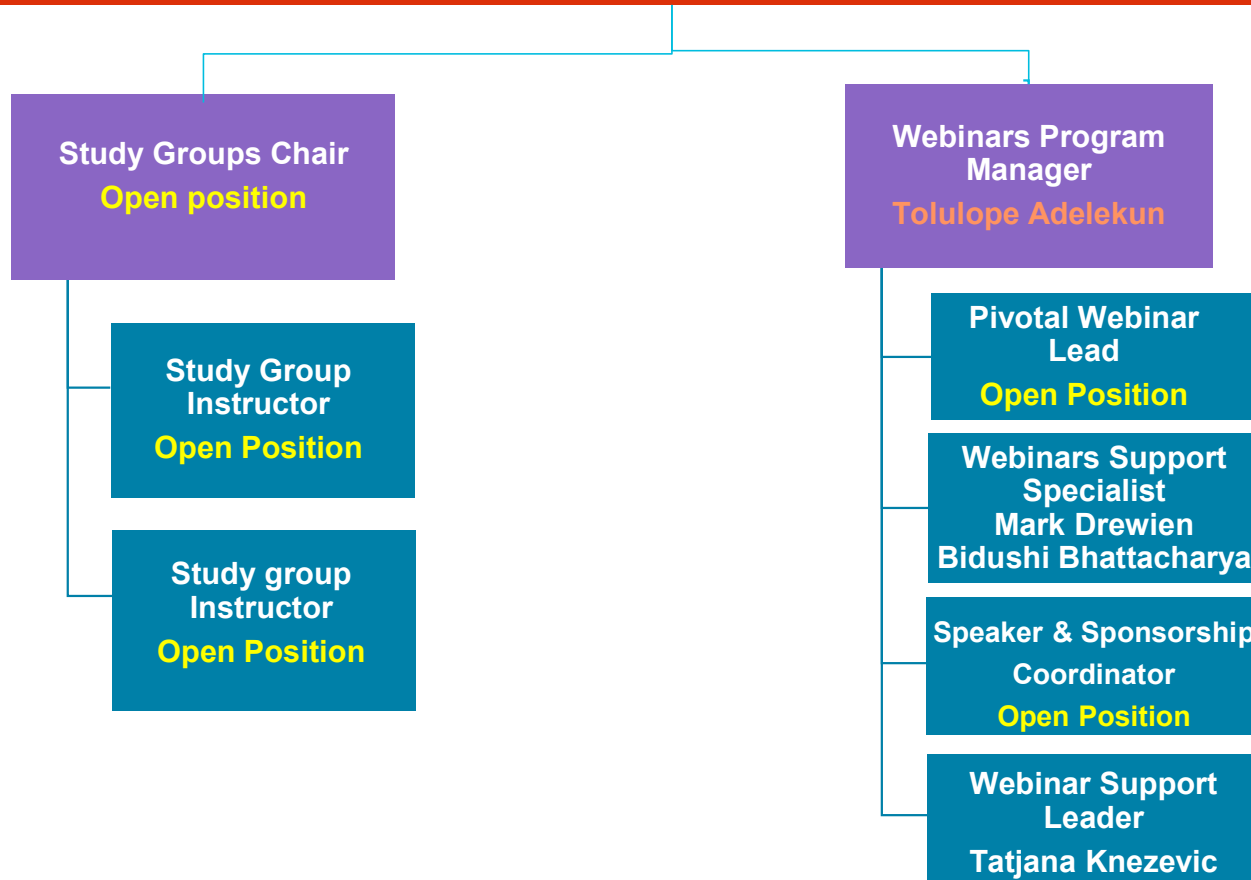 Study Groups Chair
Open position
Study Group
Instructor
Open Position
Study group
Instructor
Open Position
Webinars Program
Manager
Tolulope Adelekun
Pivotal Webinar
Lead
Open Position
Webinars Support
Specialist
Mark Drewien
Bidushi Bhattacharya
Speaker & Sponsorship
Coordinator
Open Position
Webinar Support
Leader
Tatjana Knezevic